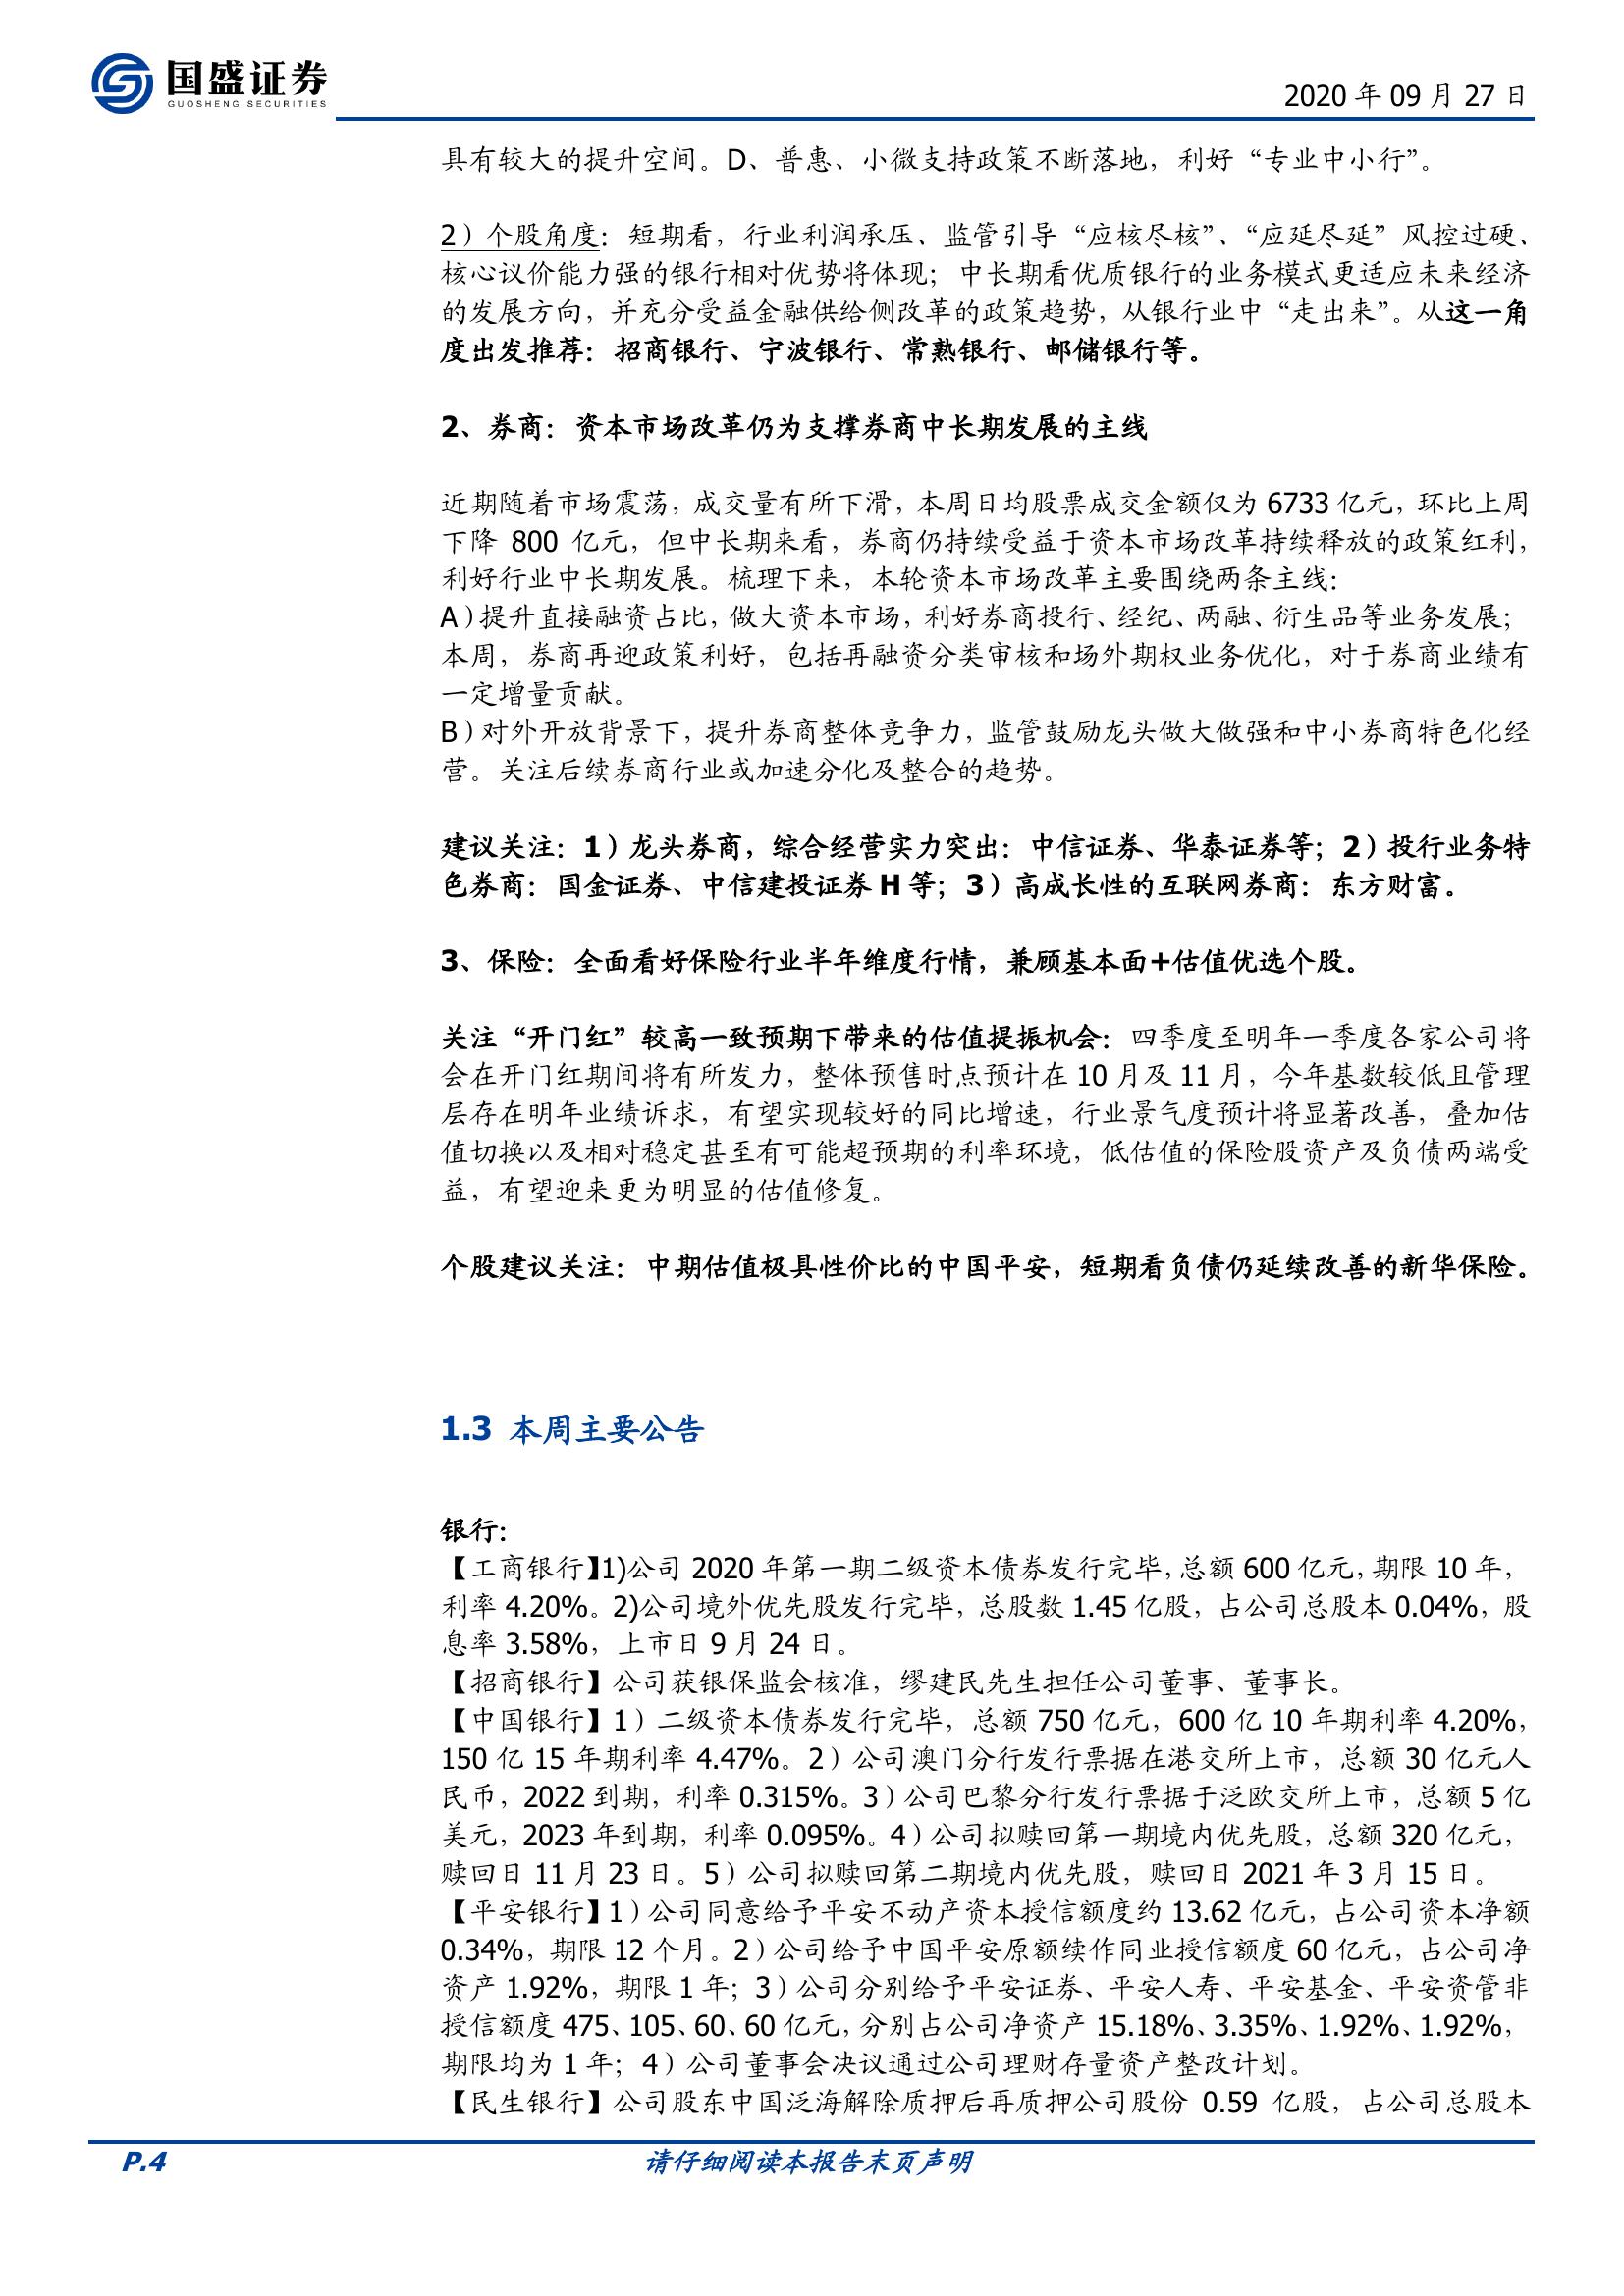 国盛证券
GUOSHENG SECURITIES
2020 年 09 月 27 日
具有较大的提升空间。D、普惠、小微支持政策不断落地，利好“专业中小行”。
2）个股角度：短期看，行业利润承压、监管引导“应核尽核”、“应延尽延”风控过硬、
核心议价能力强的银行相对优势将体现；中长期看优质银行的业务模式更适应未来经济
的发展方向，并充分受益金融供给侧改革的政策趋势，从银行业中“走出来”。从这一角
度出发推荐：招商银行、宁波银行、常熟银行、邮储银行等。
2、券商：资本市场改革仍为支撑券商中长期发展的主线
近期随着市场震荡，成交量有所下滑，本周日均股票成交金额仅为 6733 亿元，环比上周
下降 800 亿元，但中长期来看，券商仍持续受益于资本市场改革持续释放的政策红利，
利好行业中长期发展。梳理下来，本轮资本市场改革主要围绕两条主线：
A）提升直接融资占比，做大资本市场，利好券商投行、经纪、两融、衍生品等业务发展；
本周，券商再迎政策利好，包括再融资分类审核和场外期权业务优化，对于券商业绩有
一定增量贡献。
B）对外开放背景下，提升券商整体竞争力，监管鼓励龙头做大做强和中小券商特色化经
营。关注后续券商行业或加速分化及整合的趋势。
建议关注：1）龙头券商，综合经营实力突出：中信证券、华泰证券等；2）投行业务特
色券商：国金证券、中信建投证券 H 等；3）高成长性的互联网券商：东方财富。
3、保险：全面看好保险行业半年维度行情，兼顾基本面+估值优选个股。
关注“开门红”较高一致预期下带来的估值提振机会：四季度至明年一季度各家公司将
会在开门红期间将有所发力，整体预售时点预计在 10 月及 11 月，今年基数较低且管理
层存在明年业绩诉求，有望实现较好的同比增速，行业景气度预计将显著改善，叠加估
值切换以及相对稳定甚至有可能超预期的利率环境，低估值的保险股资产及负债两端受
益，有望迎来更为明显的估值修复。
个股建议关注：中期估值极具性价比的中国平安，短期看负债仍延续改善的新华保险。
1.3 本周主要公告
银行：
【工商银行】1)公司 2020 年第一期二级资本债券发行完毕，总额 600 亿元，期限 10 年，
利率 4.20%。2)公司境外优先股发行完毕，总股数 1.45 亿股，占公司总股本 0.04%，股
息率 3.58%，上市日 9 月 24 日。
【招商银行】公司获银保监会核准，缪建民先生担任公司董事、董事长。
【中国银行】1）二级资本债券发行完毕，总额 750 亿元，600 亿 10 年期利率 4.20%，
150 亿 15 年期利率 4.47%。2）公司澳门分行发行票据在港交所上市，总额 30 亿元人
民币，2022 到期，利率 0.315%。3）公司巴黎分行发行票据于泛欧交所上市，总额 5 亿
美元，2023 年到期，利率 0.095%。4）公司拟赎回第一期境内优先股，总额 320 亿元，
赎回日 11 月 23 日。5）公司拟赎回第二期境内优先股，赎回日 2021 年 3 月 15 日。
【平安银行】1）公司同意给予平安不动产资本授信额度约 13.62 亿元，占公司资本净额
0.34%，期限 12 个月。2）公司给予中国平安原额续作同业授信额度 60 亿元，占公司净
资产 1.92%，期限 1 年；3）公司分别给予平安证券、平安人寿、平安基金、平安资管非
授信额度 475、105、60、60 亿元，分别占公司净资产 15.18%、3.35%、1.92%、1.92%，
期限均为 1 年；4）公司董事会决议通过公司理财存量资产整改计划。
【民生银行】公司股东中国泛海解除质押后再质押公司股份 0.59 亿股，占公司总股本
P.4
请仔细阅读本报告末页声明